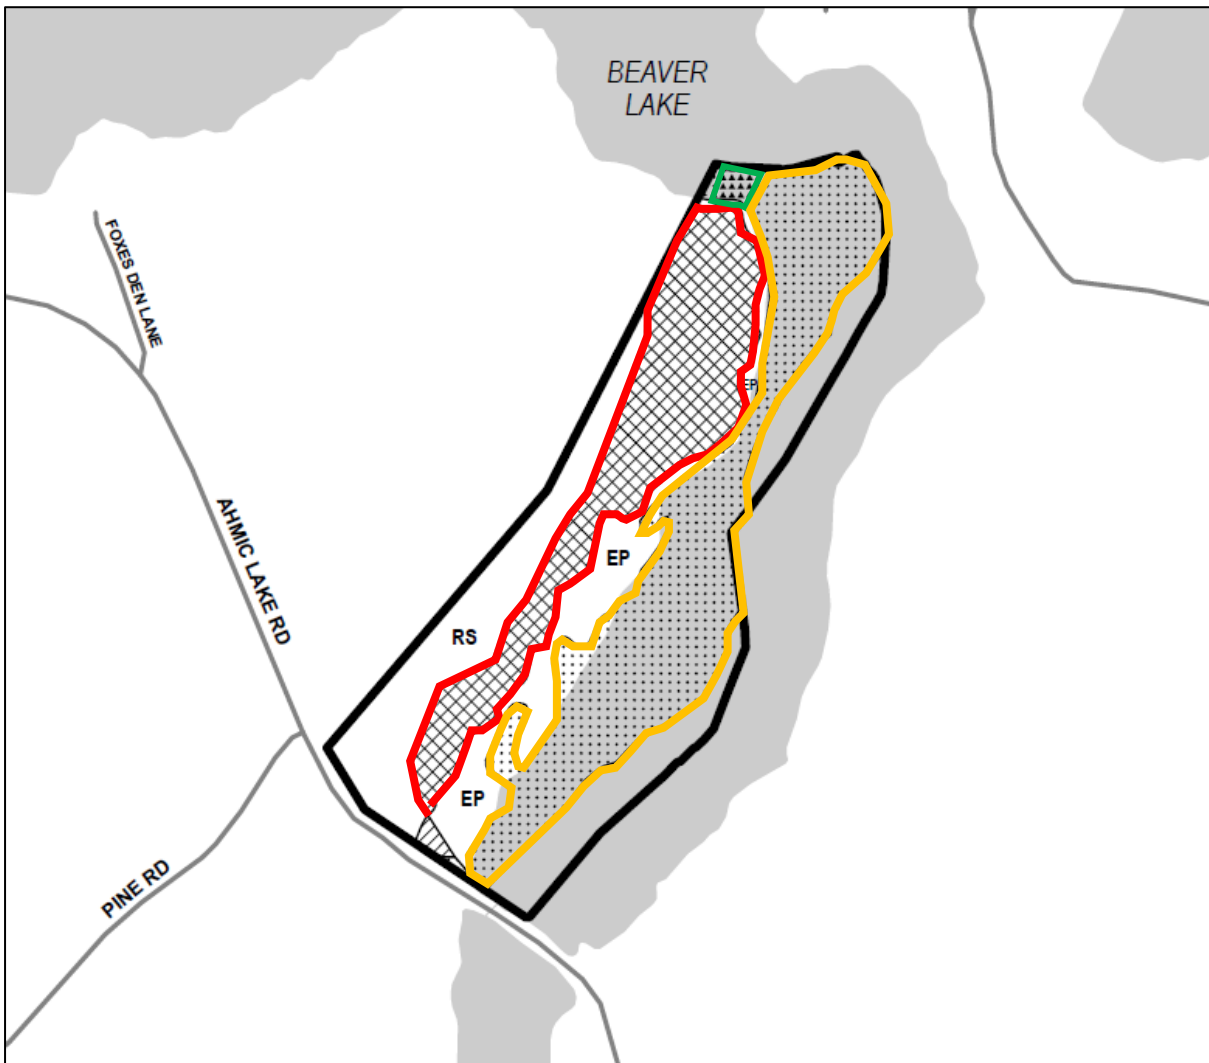 BEAVER
LAKE
FOXES DEN LANE
EP
AHMIC LAKE RD
EP
RS
EP
PINE RD